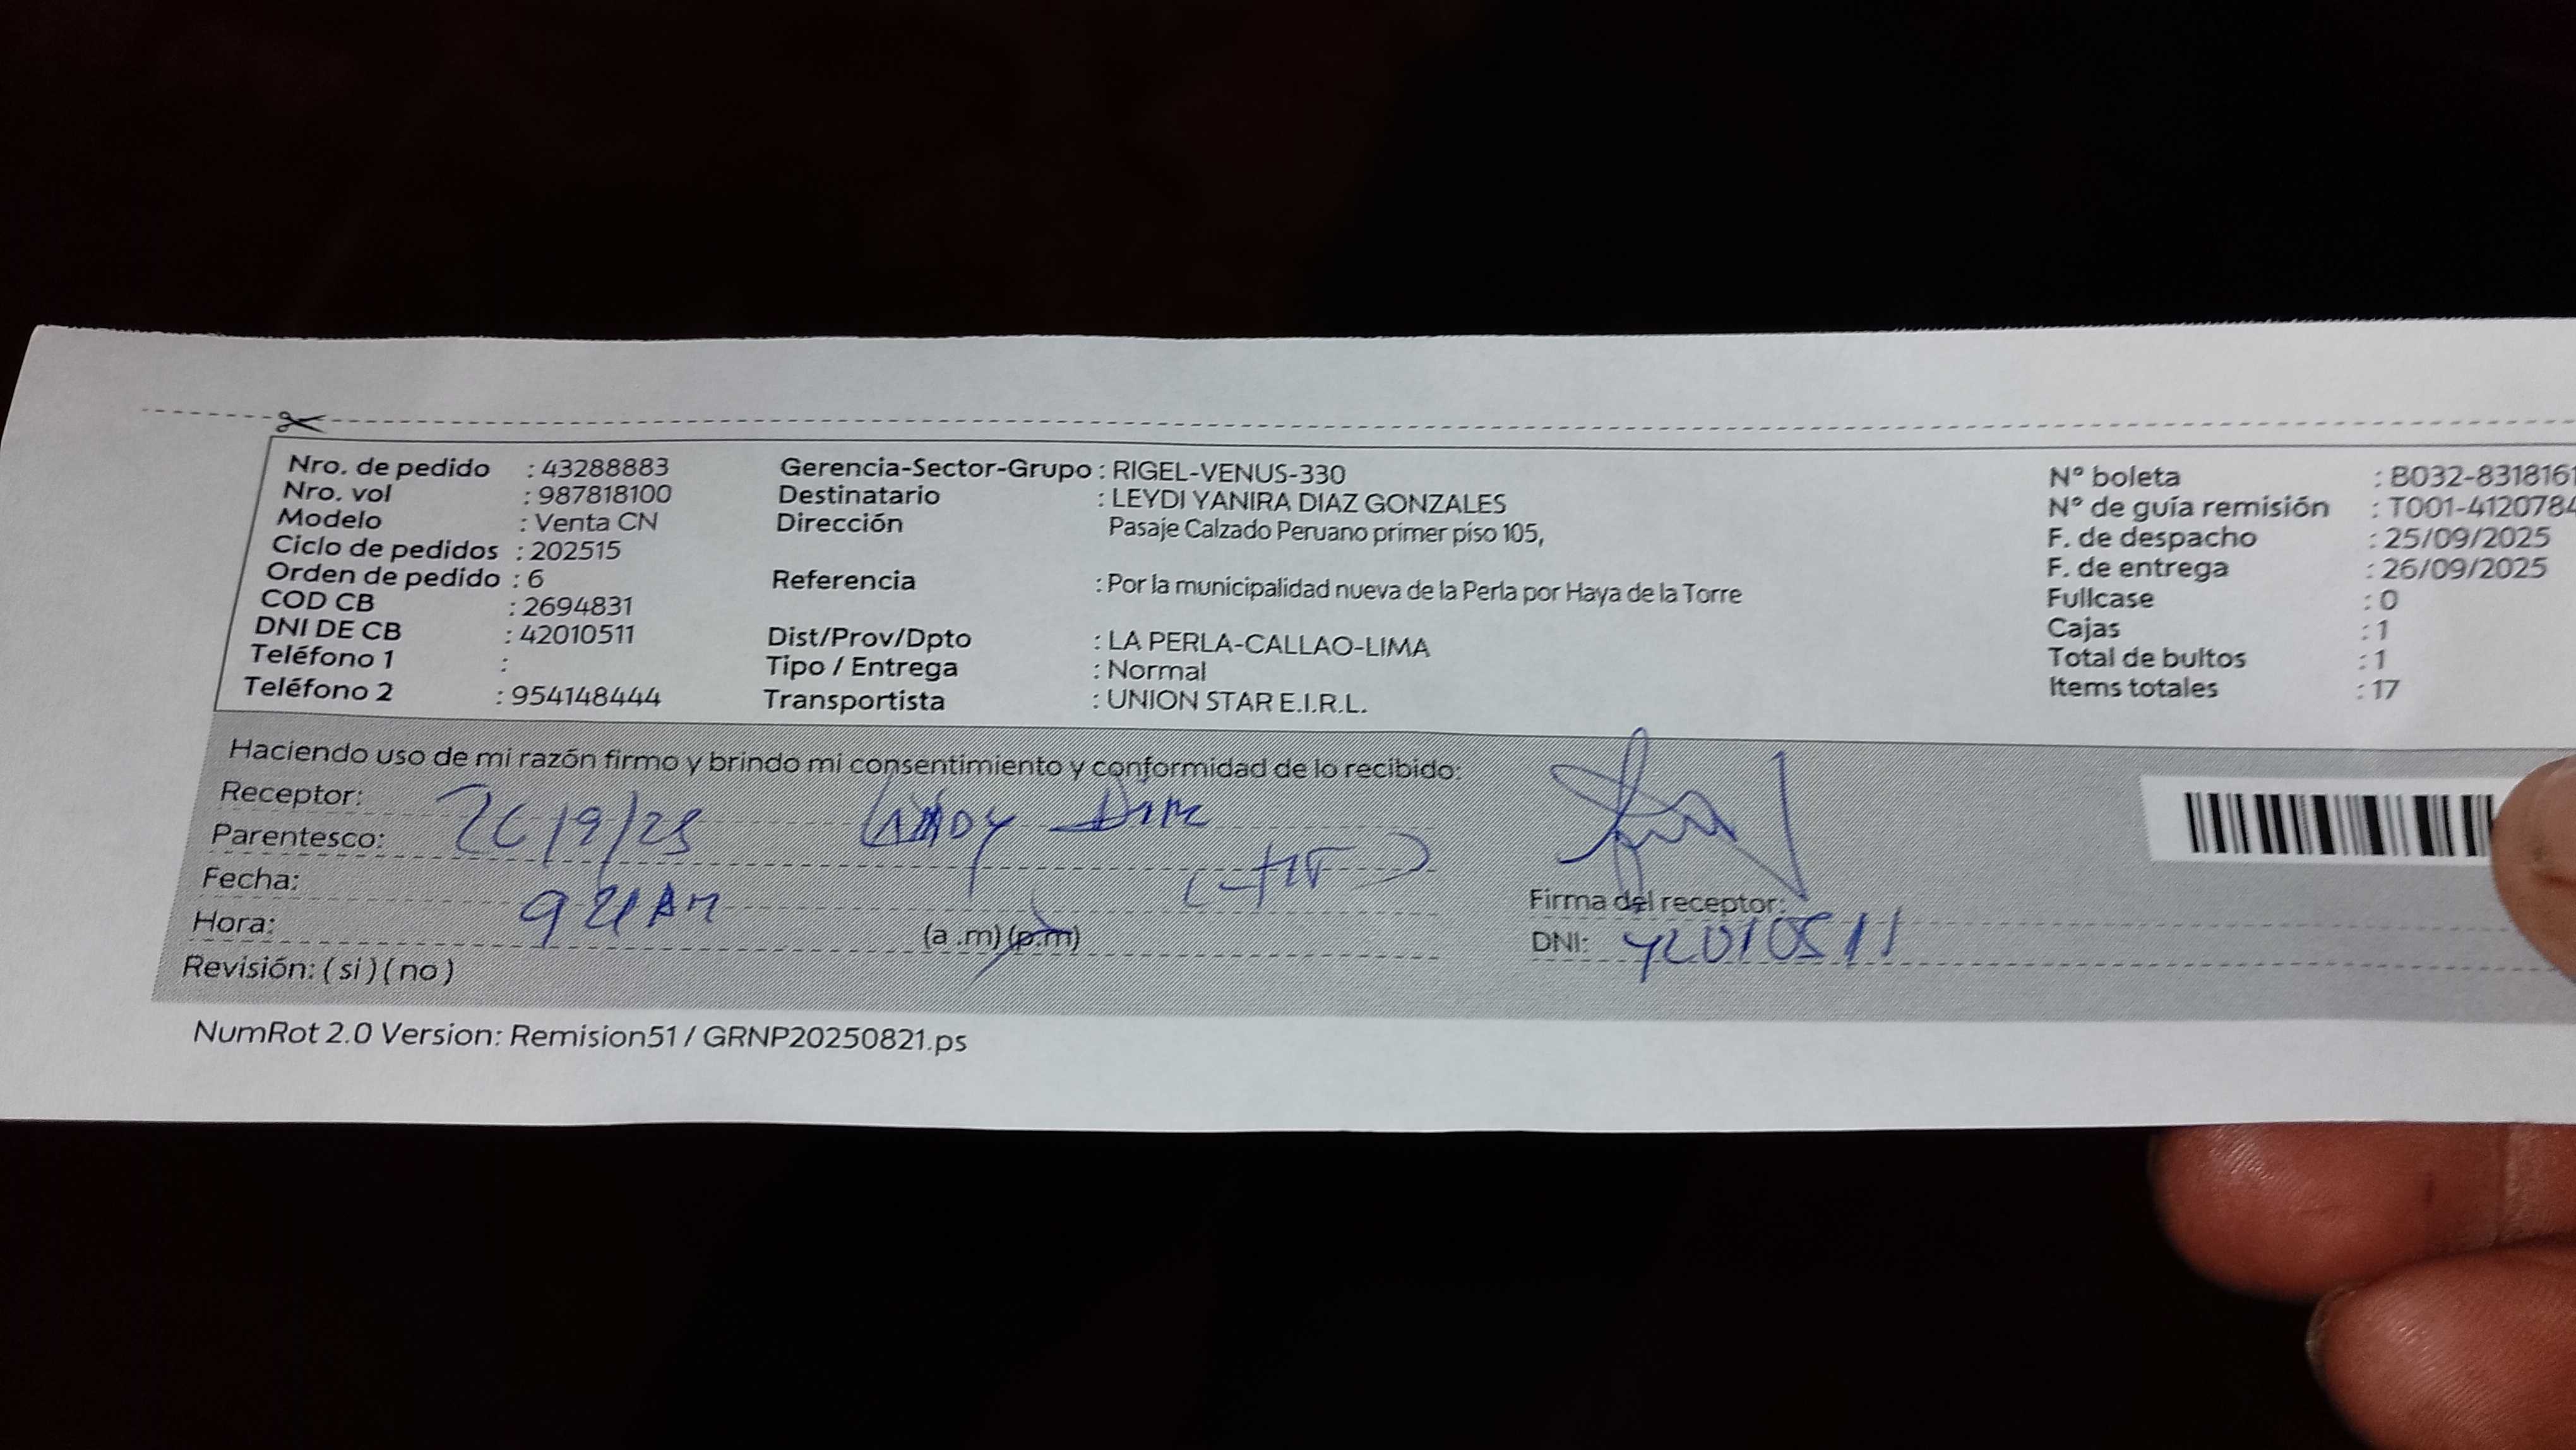 Nro. de pedido : 43288883
Nro. vol : 987818100
Modelo : Venta CN
Ciclo de pedidos : 202515
Orden de pedido : 6
COD CB : 2694831
DNI DE CB : 42010511
Teléfono 1 :
Teléfono 2 : 954148444
Gerencia-Sector-Grupo : RIGEL-VENUS-330
Destinatario : LEYDI YANIRA DIAZ GONZALES
Dirección Pasaje Calzado Peruano primer piso 105,
Referencia : Por la municipalidad nueva de la Perla por Haya de la Torre
Dist/Prov/Dpto : LA PERLA-CALLAO-LIMA
Tipo / Entrega : Normal
Transportista : UNION STAR E.I.R.L.
N° boleta : B032-8318161
N° de guía remisión : T001-4120784
F. de despacho : 25/09/2025
F. de entrega : 26/09/2025
Fullcase : 0
Cajas : 1
Total de bultos : 1
Items totales : 17
Haciendo uso de mi razón firmo y brindo mi consentimiento y conformidad de lo recibido:
Receptor:
Parentesco: 26/9/25
Fecha:
Hora: 9 21 AM (a .m) (p.m)
Revisión: ( si ) ( no )
Firma del receptor:
DNI: 42010511
NumRot 2.0 Version: Remision51 / GRNP20250821.ps